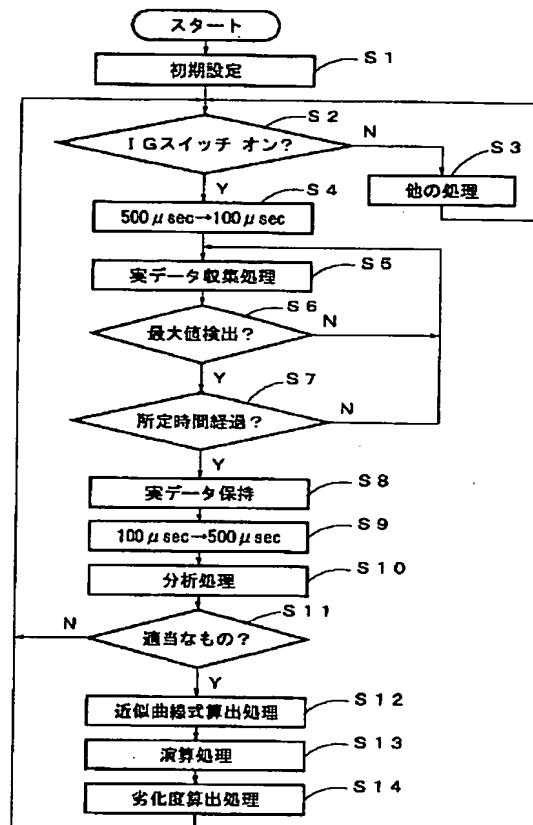 スタート
初期設定
S1
IGスイッチ オン?
S2
N
他の処理
S3
Y
S4
500μsec→100μsec
実データ収集処理
S5
最大値検出?
S6
N
Y
S7
所定時間経過?
N
Y
実データ保持
S8
100μsec→500μsec
S9
分析処理
S10
S11
N
適当なもの?
Y
近似曲線式算出処理
S12
演算処理
S13
劣化度算出処理
S14